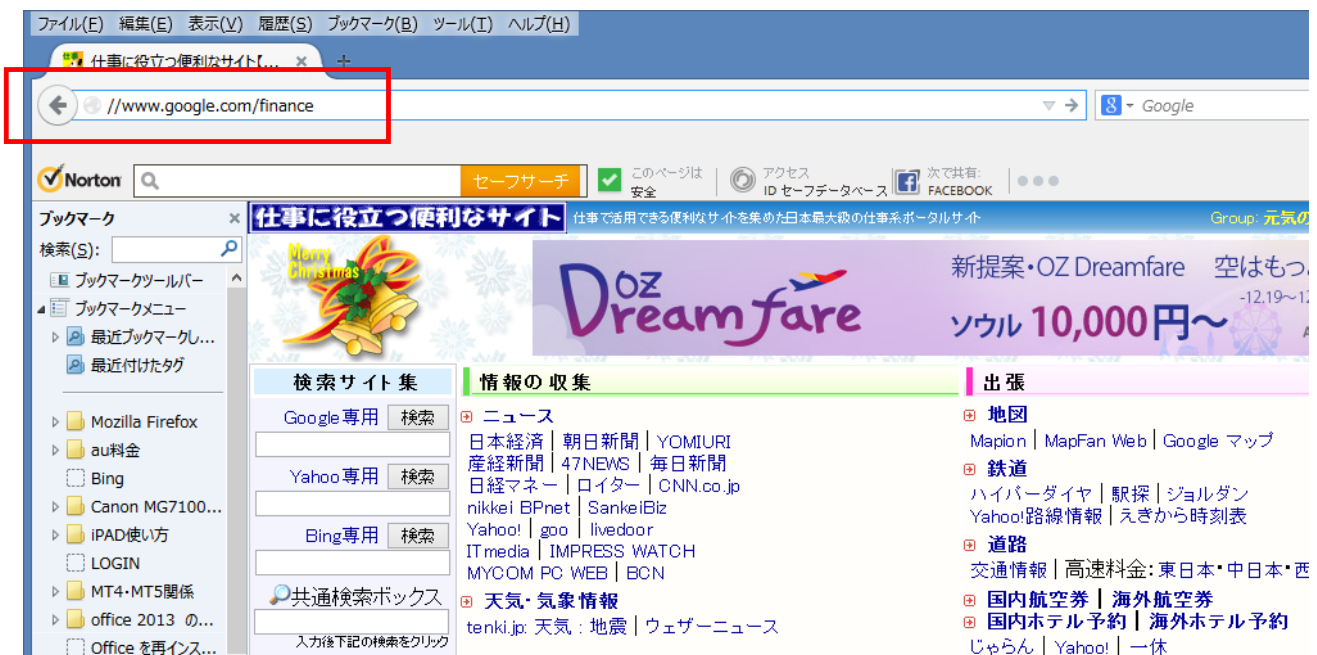 ファイル(F) 編集(E) 表示(V) 履歴(S) ブックマーク(B) ツール(T) ヘルプ(H)
仕事に役立つ便利なサイト【... × +
//www.google.com/finance
8 Google
Norton セーフサーチ このページは 安全 アクセス ID セーフデータベース 次で共有: FACEBOOK
ブックマーク ×
検索(S):
ブックマークツールバー
ブックマークメニュー
最近ブックマークし...
最近付けたタグ
Mozilla Firefox
au料金
Bing
Canon MG7100...
iPAD使い方
LOGIN
MT4・MT5関係
office 2013 の...
Office を再インス...
仕事に役立つ便利なサイト 仕事で活用できる便利なサイトを集めた日本最大級の仕事系ポータルサイト Group: 元気の
Merry
Christmas
OZ
Dreamfare
新提案・OZ Dreamfare 空はもっ
-12.19~1
ソウル 10,000円~
検索サイト集
Google専用 検索
Yahoo専用 検索
Bing専用 検索
共通検索ボックス
入力後下記の検索をクリック
情報の収集
ニュース
日本経済 | 朝日新聞 | YOMIURI
産経新聞 | 47NEWS | 毎日新聞
日経マネー | ロイター | CNN.co.jp
nikkei BPnet | SankeiBiz
Yahoo! | goo | livedoor
ITmedia | IMPRESS WATCH
MYCOM PC WEB | BCN
天気・気象情報
tenki.jp: 天気 : 地震 | ウェザーニュース
出張
地図
Mapion | MapFan Web | Google マップ
鉄道
ハイパーダイヤ | 駅探 | ジョルダン
Yahoo!路線情報 | えきから時刻表
道路
交通情報 | 高速料金: 東日本・中日本・西
国内航空券 | 海外航空券
国内ホテル予約 | 海外ホテル予約
じゃらん | Yahoo! | 一休